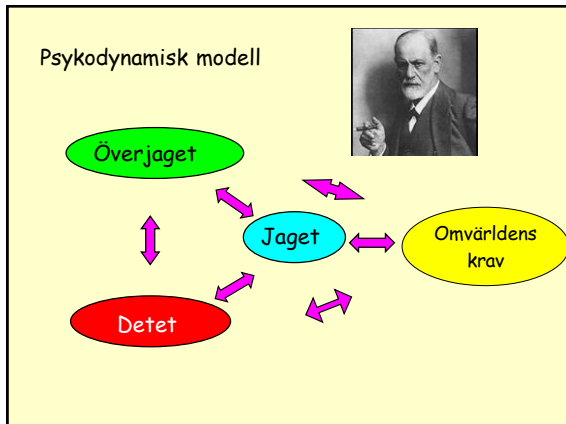 Psykodynamisk modell
Överjaget
Jaget
Omvärldens
krav
Detet